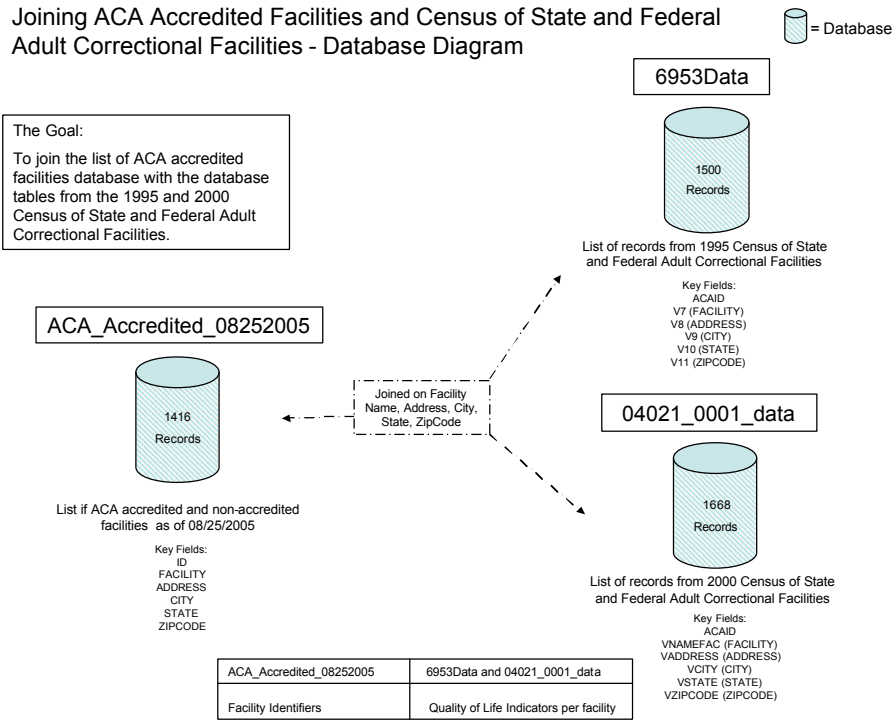 Joining ACA Accredited Facilities and Census of State and Federal
Adult Correctional Facilities - Database Diagram
= Database
The Goal:
To join the list of ACA accredited
facilities database with the database
tables from the 1995 and 2000
Census of State and Federal Adult
Correctional Facilities.
6953Data
1500
Records
List of records from 1995 Census of State
and Federal Adult Correctional Facilities
Key Fields:
ACAID
V7 (FACILITY)
V8 (ADDRESS)
V9 (CITY)
V10 (STATE)
V11 (ZIPCODE)
ACA_Accredited_08252005
1416
Records
List if ACA accredited and non-accredited
facilities as of 08/25/2005
Key Fields:
ID
FACILITY
ADDRESS
CITY
STATE
ZIPCODE
Joined on Facility
Name, Address, City,
State, ZipCode
04021_0001_data
1668
Records
List of records from 2000 Census of State
and Federal Adult Correctional Facilities
Key Fields:
ACAID
VNAMEFAC (FACILITY)
VADDRESS (ADDRESS)
VCITY (CITY)
VSTATE (STATE)
VZIPCODE (ZIPCODE)
ACA_Accredited_08252005 6953Data and 04021_0001_data
Facility Identifiers Quality of Life Indicators per facility